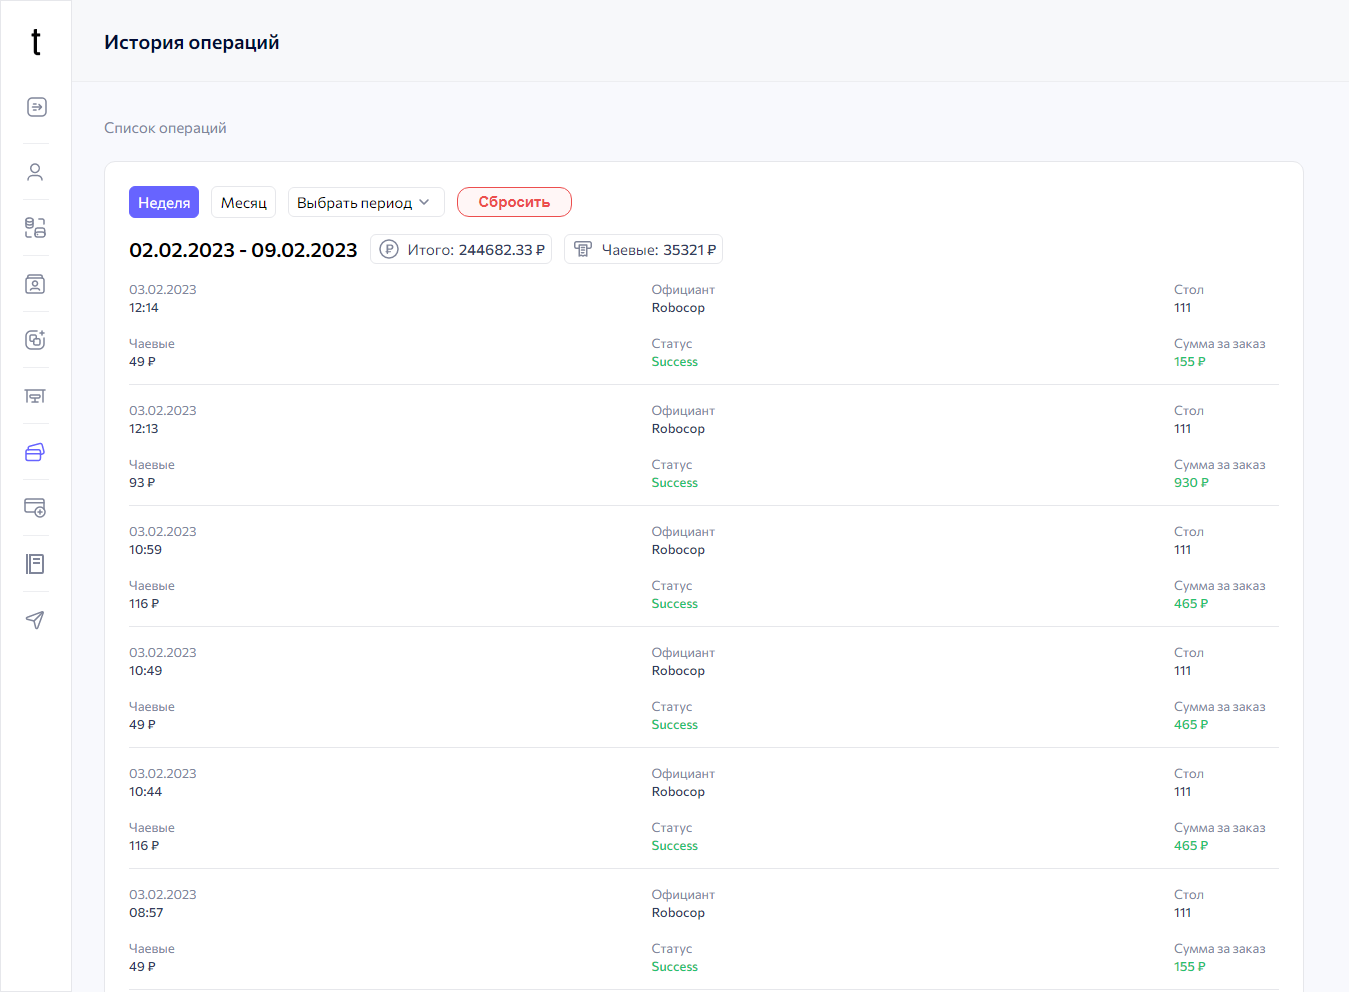 t
История операций
Список операций
Неделя Месяц Выбрать период Сбросить
02.02.2023 - 09.02.2023 Итого: 244682.33 ₽ Чаевые: 35321 ₽
03.02.2023 Официант Стол
12:14 Robocop 111
Чаевые Статус Сумма за заказ
49 ₽ Success 155 ₽
03.02.2023 Официант Стол
12:13 Robocop 111
Чаевые Статус Сумма за заказ
93 ₽ Success 930 ₽
03.02.2023 Официант Стол
10:59 Robocop 111
Чаевые Статус Сумма за заказ
116 ₽ Success 465 ₽
03.02.2023 Официант Стол
10:49 Robocop 111
Чаевые Статус Сумма за заказ
49 ₽ Success 465 ₽
03.02.2023 Официант Стол
10:44 Robocop 111
Чаевые Статус Сумма за заказ
116 ₽ Success 465 ₽
03.02.2023 Официант Стол
08:57 Robocop 111
Чаевые Статус Сумма за заказ
49 ₽ Success 155 ₽